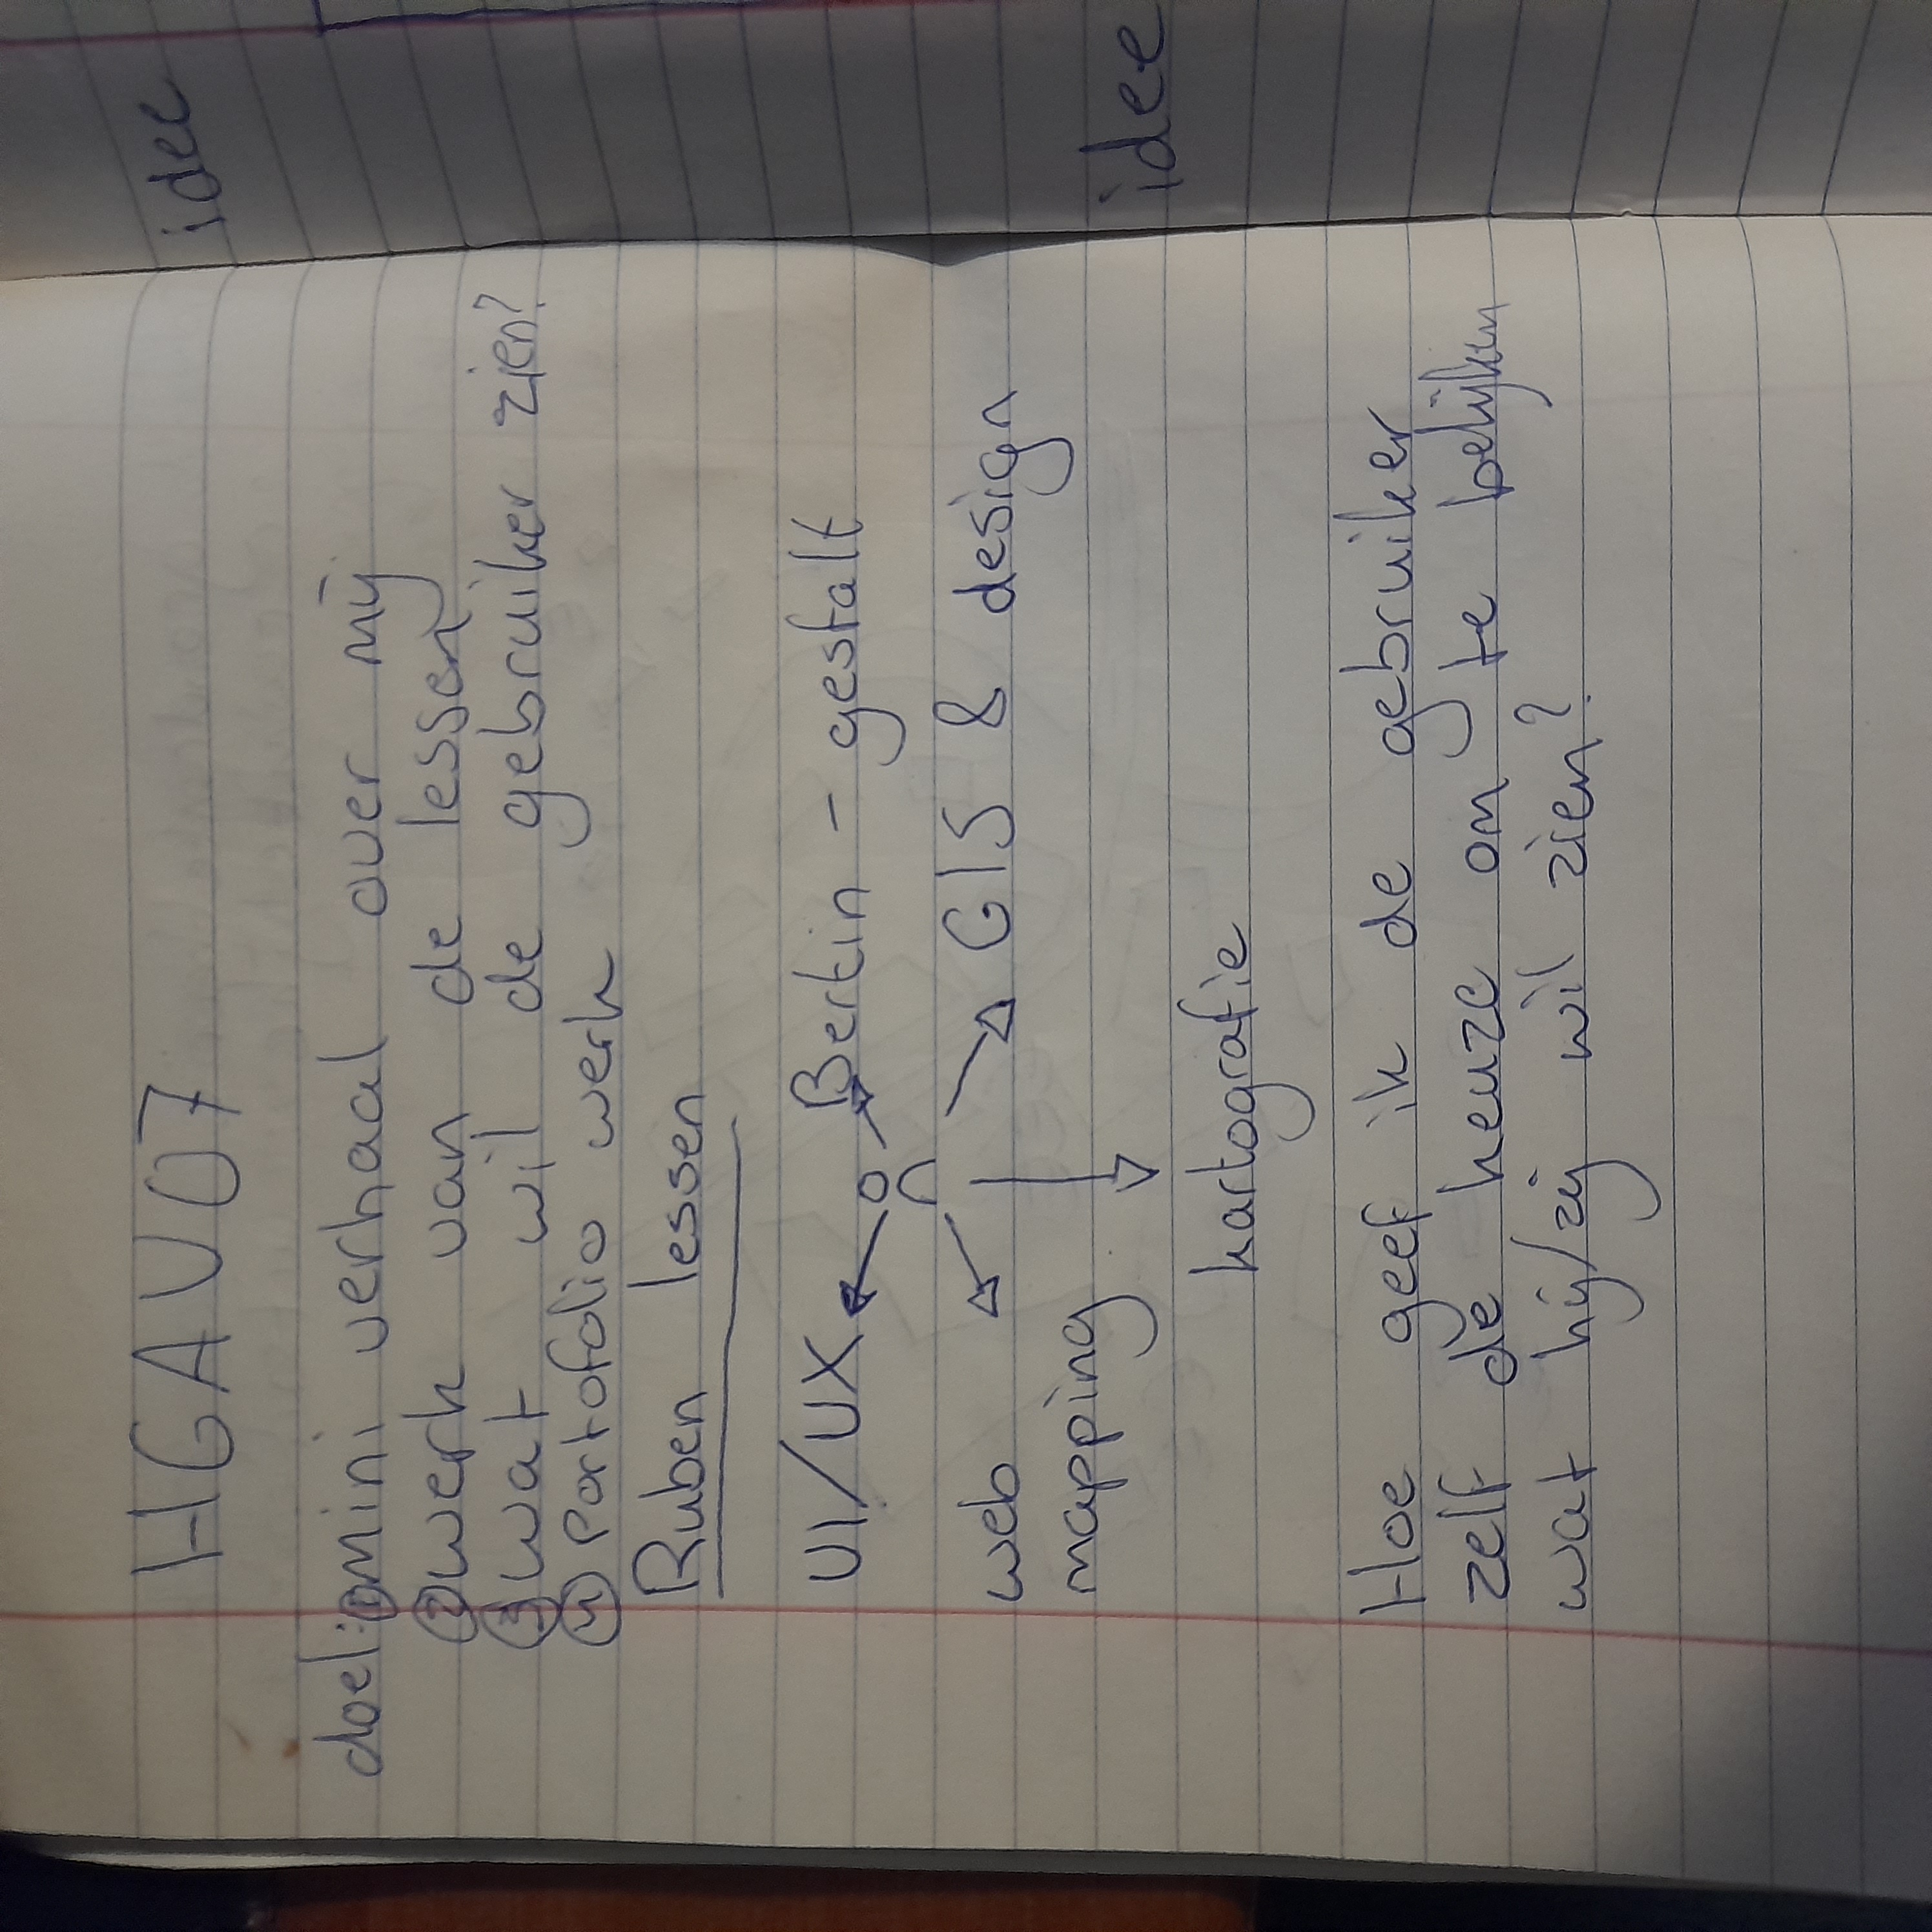 HGAV07
doel: ① mini verhaal over mij
② werk van de lessen
③ wat wil de gebruiker zien?
④ Portofolio werk
Ruben lessen
UI/UX Bertin - gestalt
web GIS & design
mapping
kartografie
Hoe geef ik de gebruiker
zelf de keuze om te belijken
wat hij/zij wil zien?
idee
idee